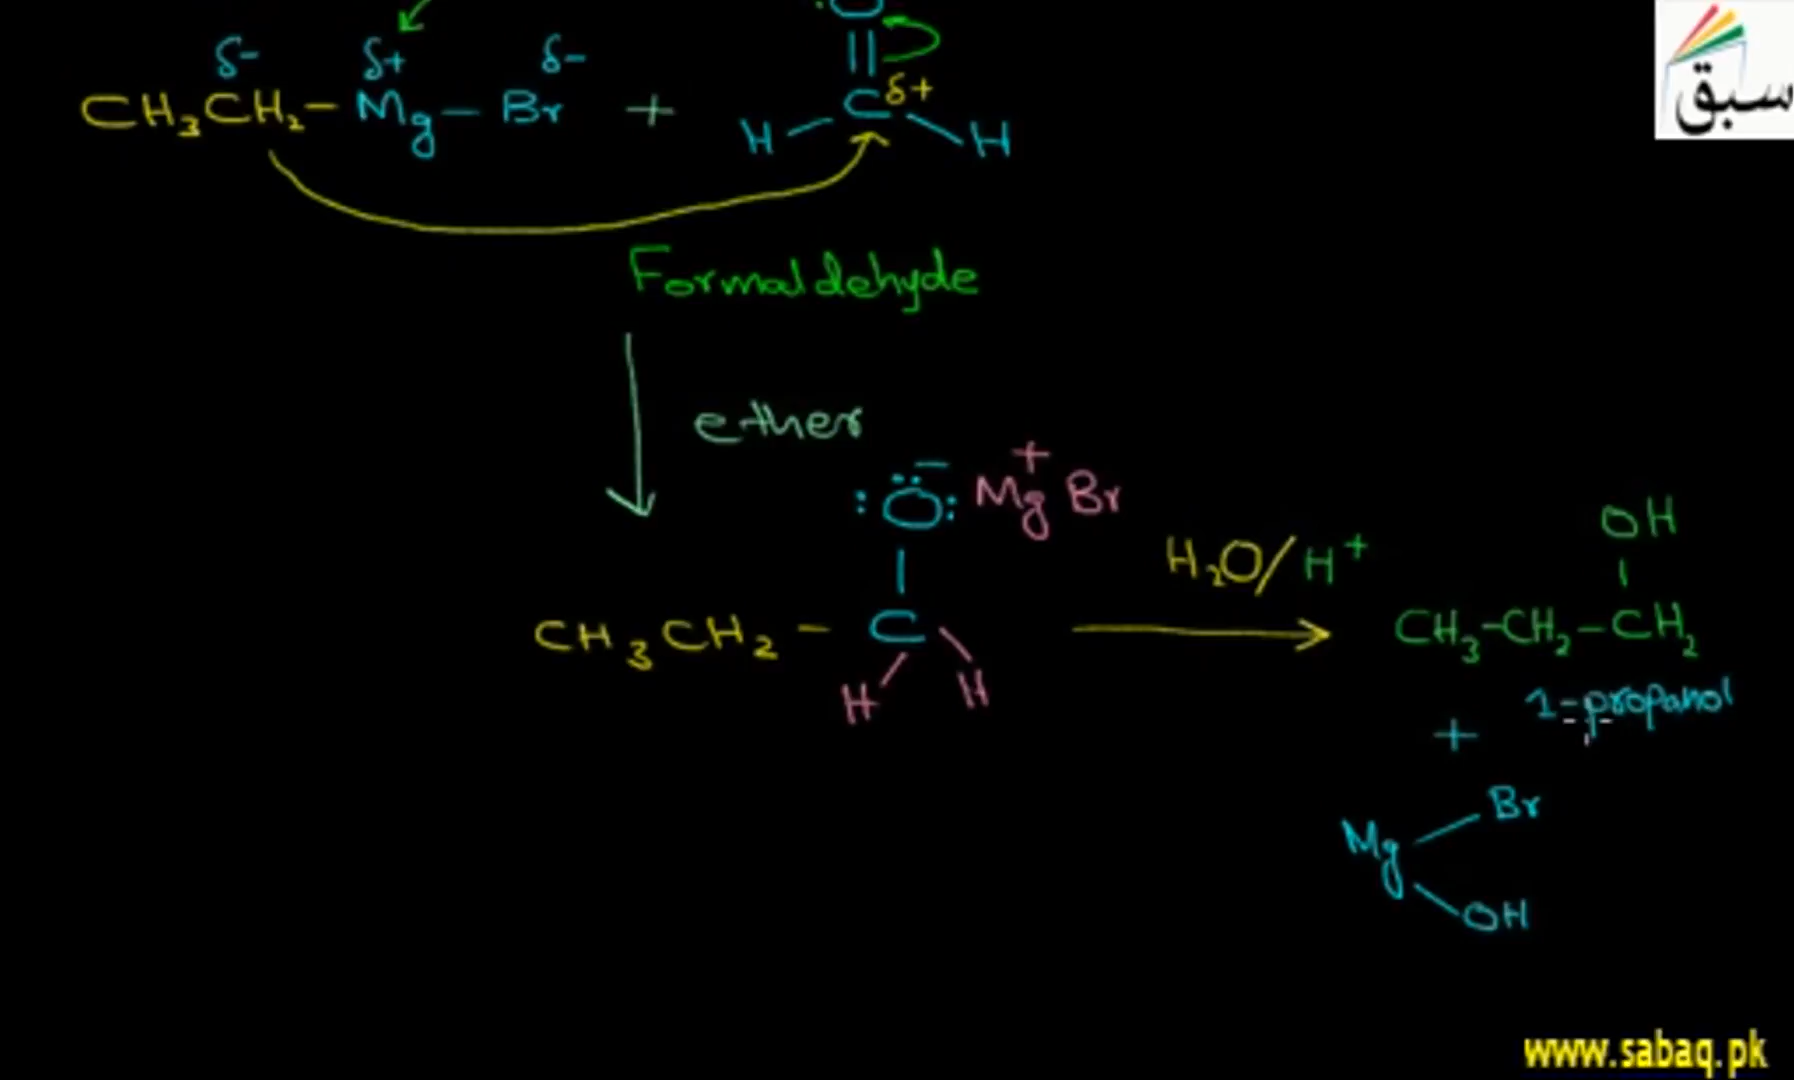 :O
δ- δ+ δ-
CH₃CH₂-Mg-Br + C δ+
H H
سبق
Formaldehyde
ether
:Ö:⁻ Mg⁺Br
H₂O/H⁺
OH
CH₃CH₂-C
CH₃-CH₂-CH₂
H H
1-propanol
+
Mg Br
OH
www.sabaq.pk